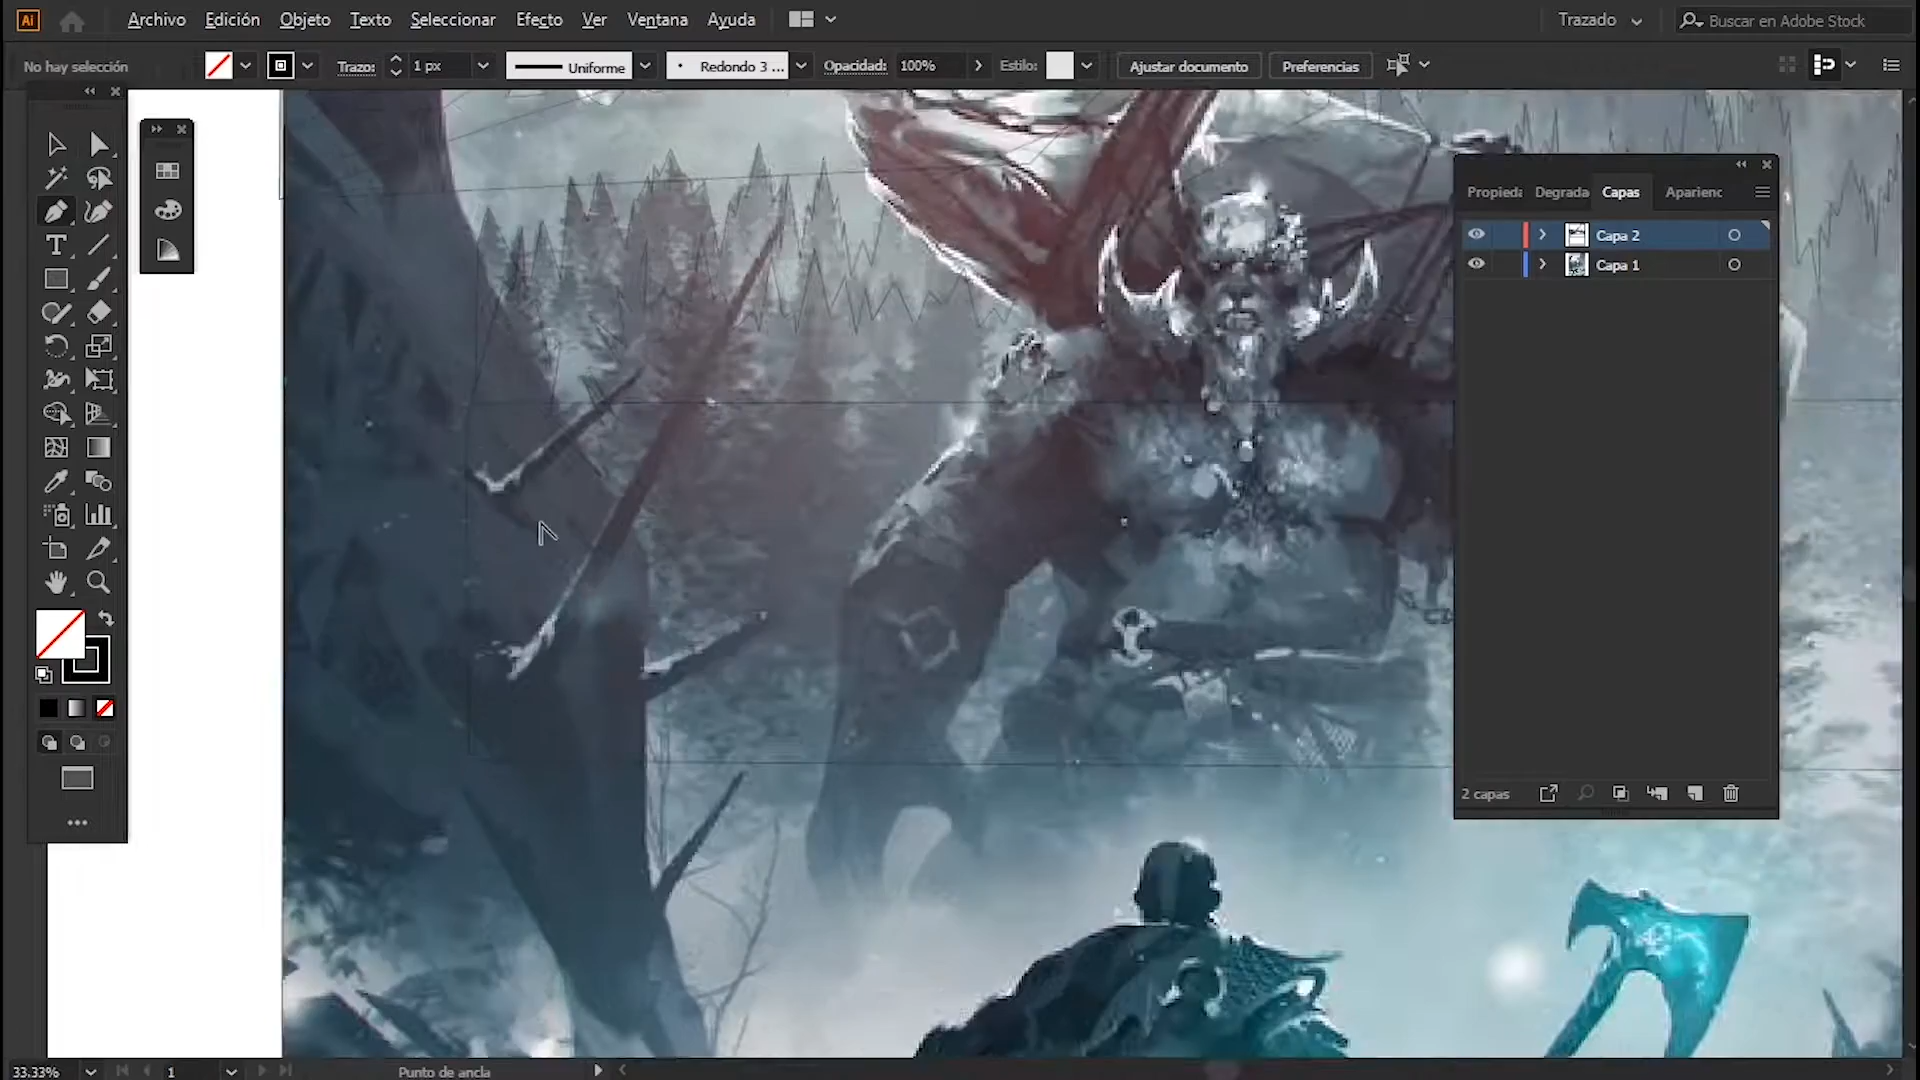 Ai Archivo Edición Objeto Texto Seleccionar Efecto Ver Ventana Ayuda Trazado Buscar en Adobe Stock
No hay selección Trazo: 1 px Uniforme Redondo 3 ... Opacidad: 100% Estilo: Ajustar documento Preferencias
Propieda Degrada Capas Aparienc
Capa 2
Capa 1
2 capas
33.33% 1 Punto de ancla